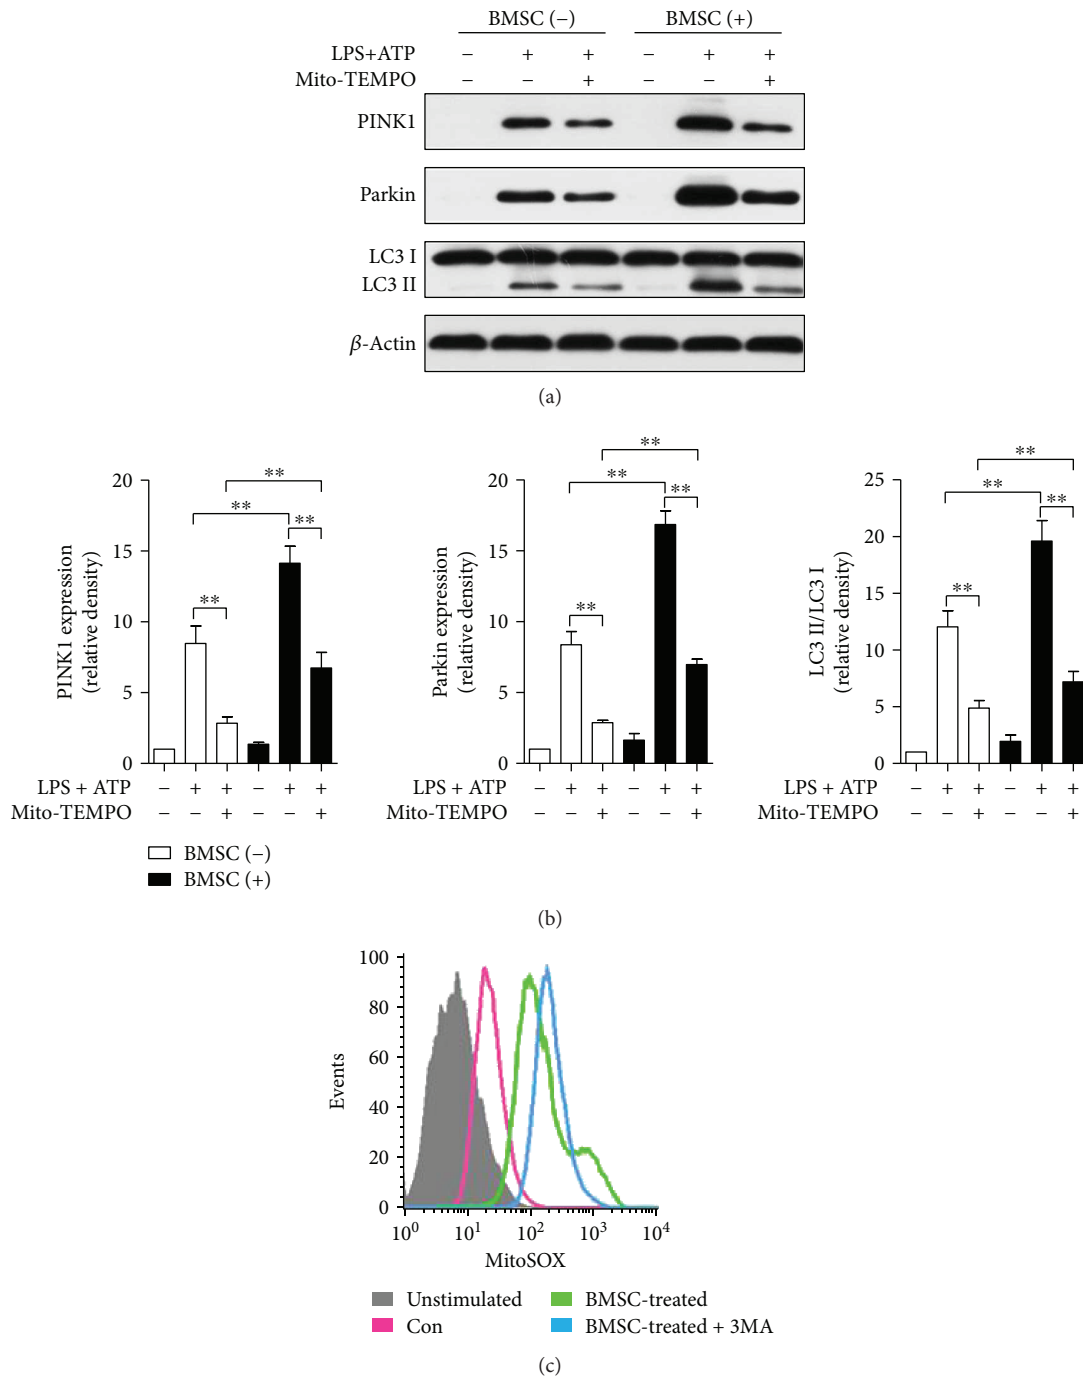 BMSC (−) BMSC (+)
LPS+ATP − + + − + +
Mito-TEMPO − − + − − +
PINK1
Parkin
LC3 I
LC3 II
β-Actin
(a)
PINK1 expression
(relative density)
20
15
10
5
0
** ** ** **
LPS + ATP − + + − + +
Mito-TEMPO − − + − − +
Parkin expression
(relative density)
20
15
10
5
0
** ** ** **
LPS + ATP − + + − + +
Mito-TEMPO − − + − − +
LC3 II/LC3 I
(relative density)
25
20
15
10
5
0
** ** ** **
LPS + ATP − + + − + +
Mito-TEMPO − − + − − +
BMSC (−)
BMSC (+)
(b)
Events
100
80
60
40
20
0
10⁰ 10¹ 10² 10³ 10⁴
MitoSOX
Unstimulated BMSC-treated
Con BMSC-treated + 3MA
(c)